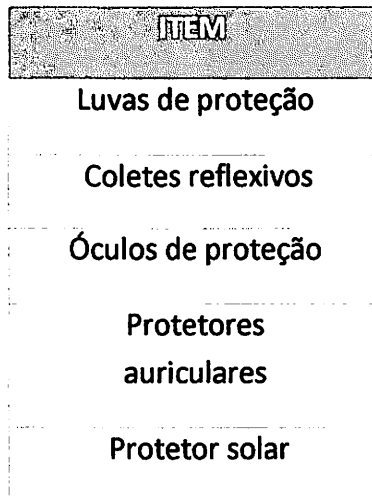 ITEM
Luvas de proteção
Coletes reflexivos
Óculos de proteção
Protetores
auriculares
Protetor solar